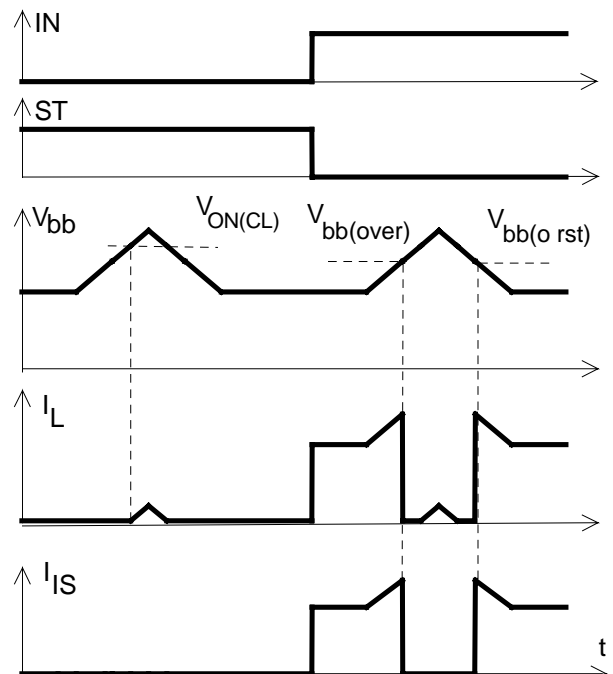 IN
ST
Vbb
VON(CL)
Vbb(over)
Vbb(o rst)
IL
IIS
t